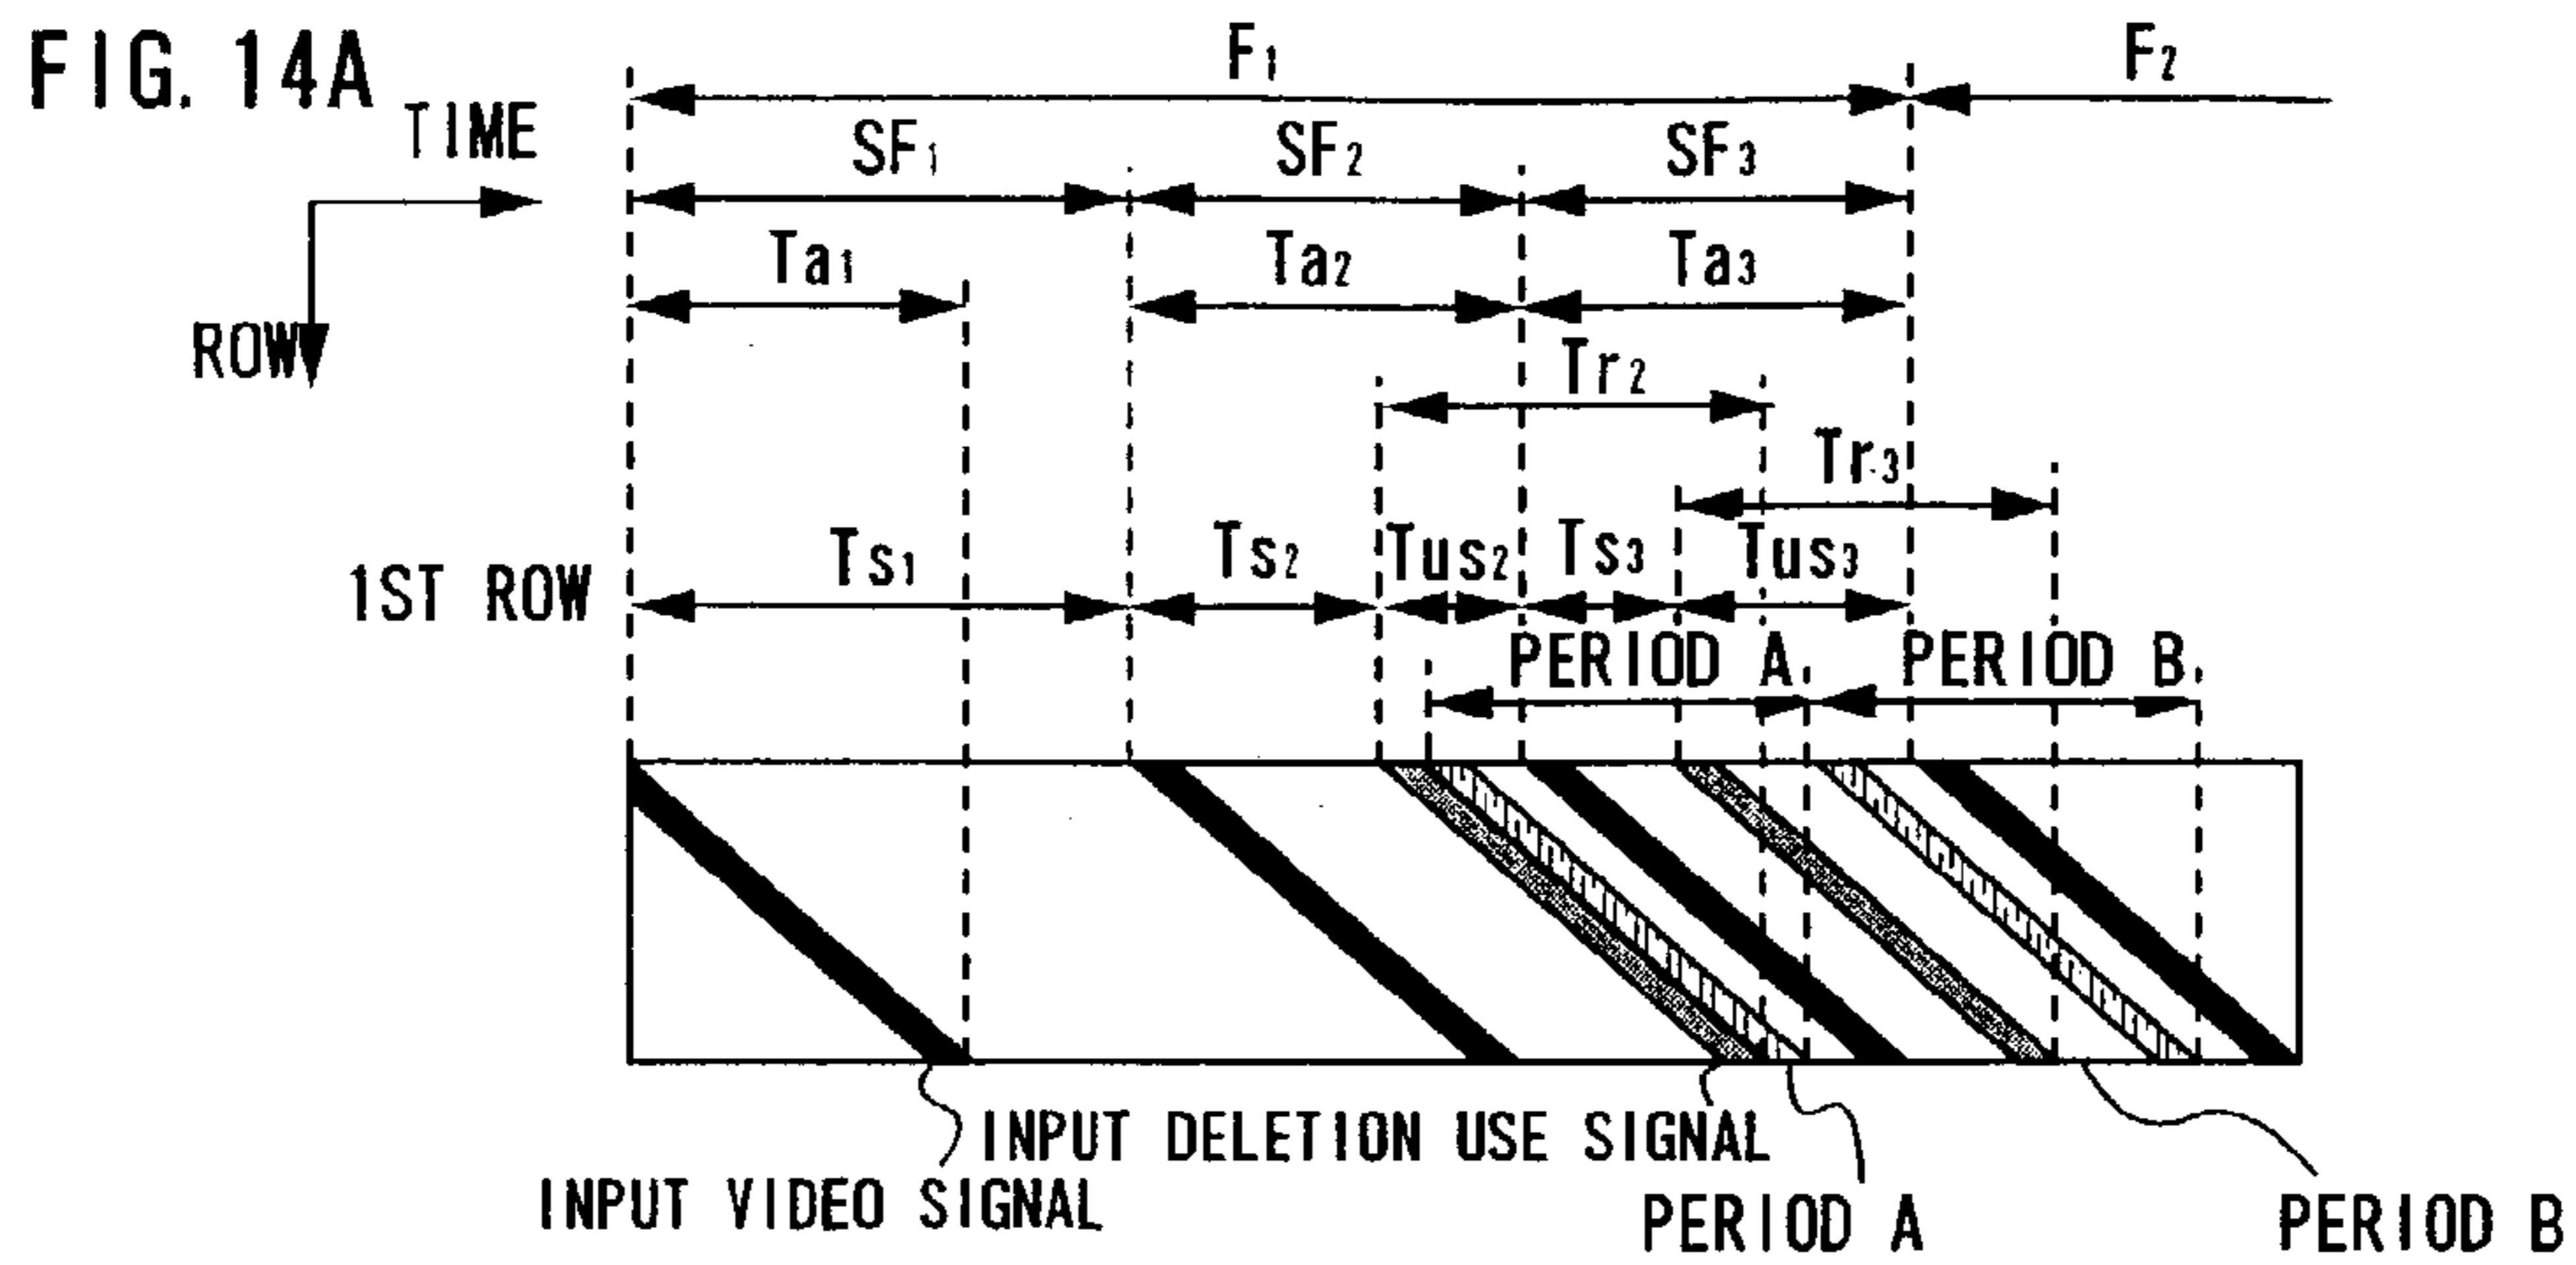 FIG. 14A
F1 F2
TIME
SF1 SF2 SF3
Ta1 Ta2 Ta3
ROW
Tr2
Tr3
1ST ROW Ts1 Ts2 Tus2 Ts3 Tus3
PERIOD A PERIOD B
INPUT DELETION USE SIGNAL
INPUT VIDEO SIGNAL
PERIOD A PERIOD B